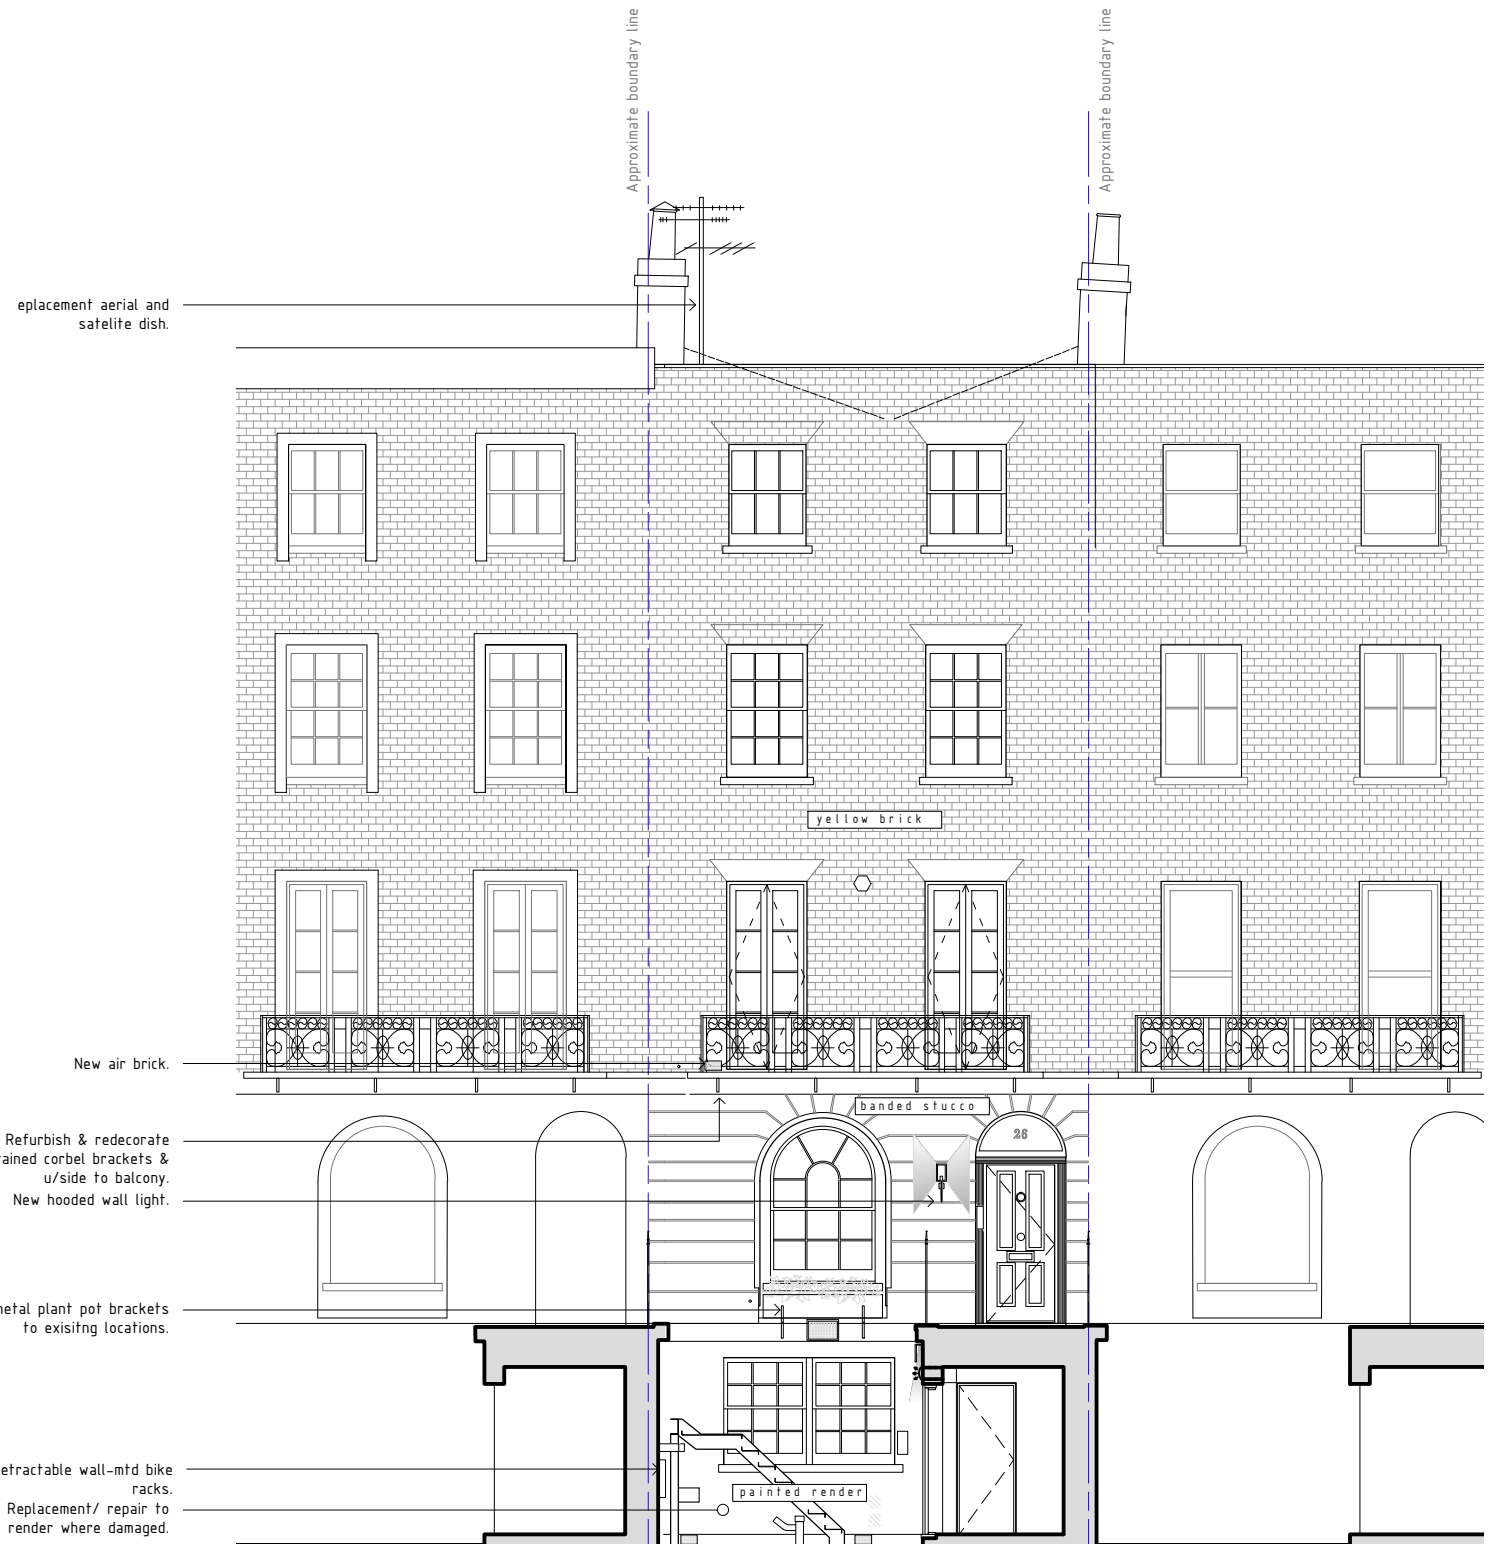 Approximate boundary line
Approximate boundary line
eplacement aerial and
satelite dish.
yellow brick
New air brick.
banded stucco
26
Refurbish & redecorate
ained corbel brackets &
u/side to balcony.
New hooded wall light.
metal plant pot brackets
to exisitng locations.
etractable wall-mtd bike
racks.
painted render
Replacement/ repair to
render where damaged.